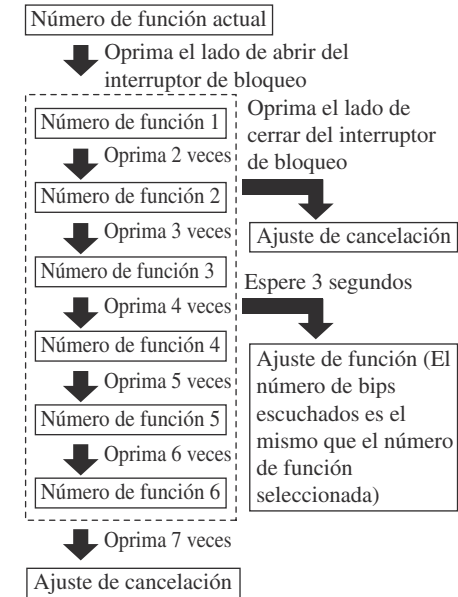 Número de función actual
Oprima el lado de abrir del
interruptor de bloqueo
Número de función 1
Oprima 2 veces
Número de función 2
Oprima 3 veces
Número de función 3
Oprima 4 veces
Número de función 4
Oprima 5 veces
Número de función 5
Oprima 6 veces
Número de función 6
Oprima 7 veces
Ajuste de cancelación
Oprima el lado de
cerrar del interruptor
de bloqueo
Ajuste de cancelación
Espere 3 segundos
Ajuste de función (El
número de bips
escuchados es el
mismo que el número
de función
seleccionada)